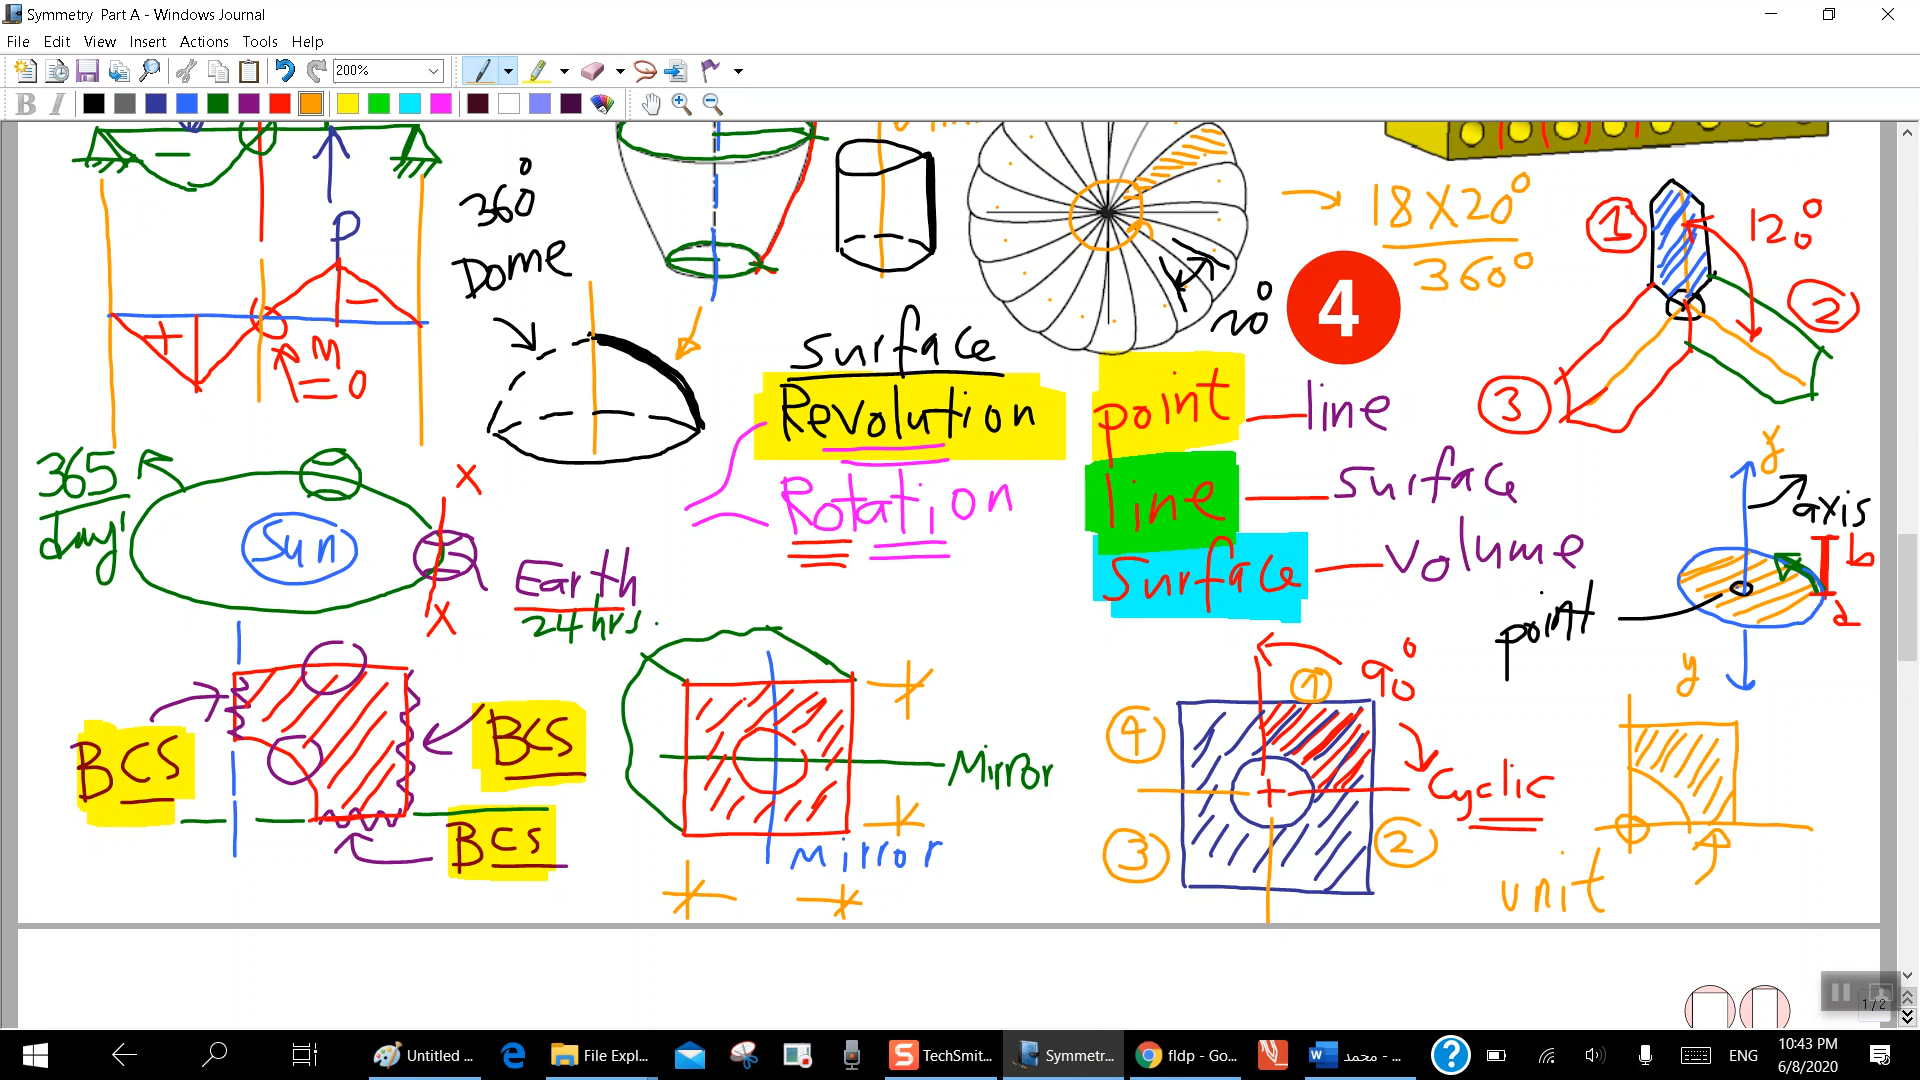 Symmetry Part A - Windows Journal
File Edit View Insert Actions Tools Help
200%
B I
360°
Dome
P
+
M
= 0
18 X 20°
360°
20°
4
1
120°
2
3
surface
Revolution
Rotation
point line
line surface
surface volume
365
days
Sun
x
x
Earth
24 hrs.
y
axis
b
a
point
y
BCS
BCS
BCS
Mirror
Mirror
90°
1
4
3
2
Cyclic
unit
1/2
Untitled ...
File Expl...
TechSmit...
Symmetr...
fldp - Go...
محمد - ...
ENG
10:43 PM
6/8/2020